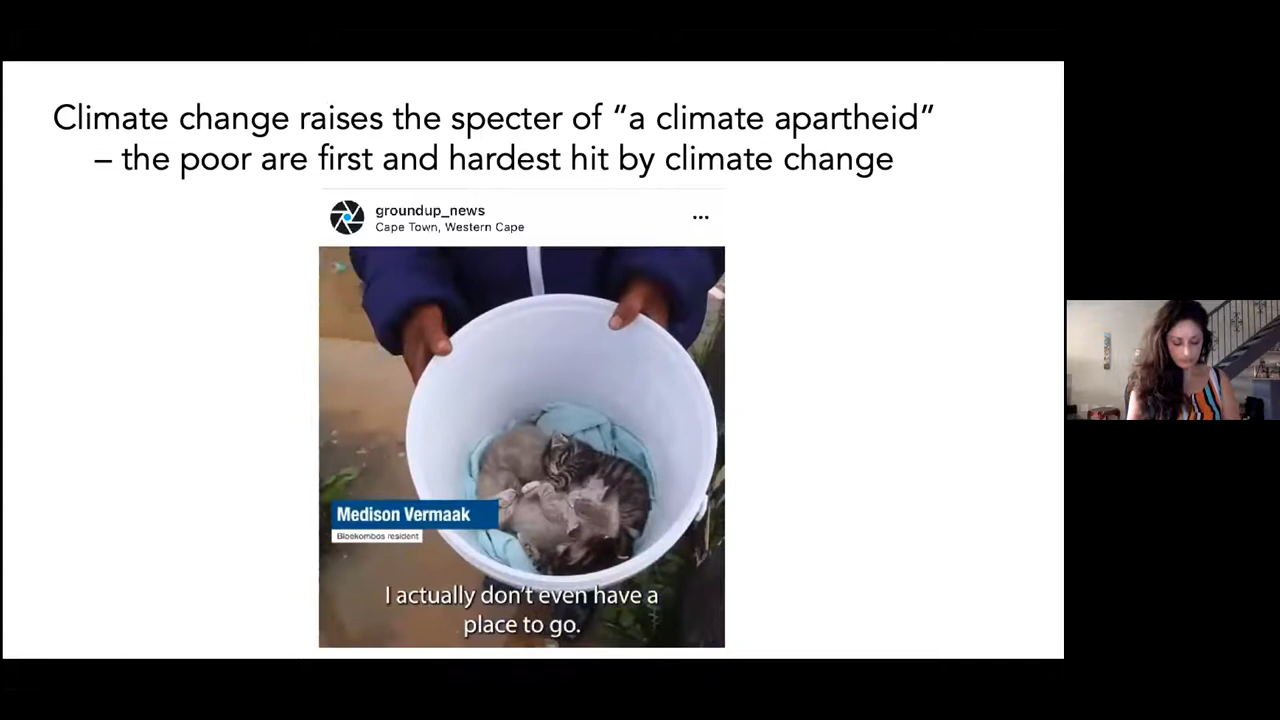 Climate change raises the specter of “a climate apartheid”
– the poor are first and hardest hit by climate change
groundup_news
Cape Town, Western Cape
Medison Vermaak
Bloekombos resident
I actually don't even have a
place to go.